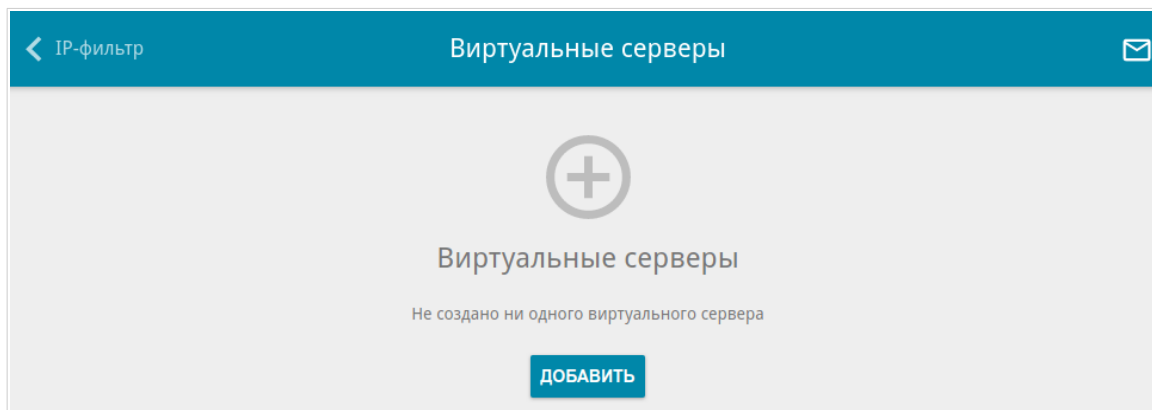 IP-фильтр
Виртуальные серверы
Виртуальные серверы
Не создано ни одного виртуального сервера
ДОБАВИТЬ